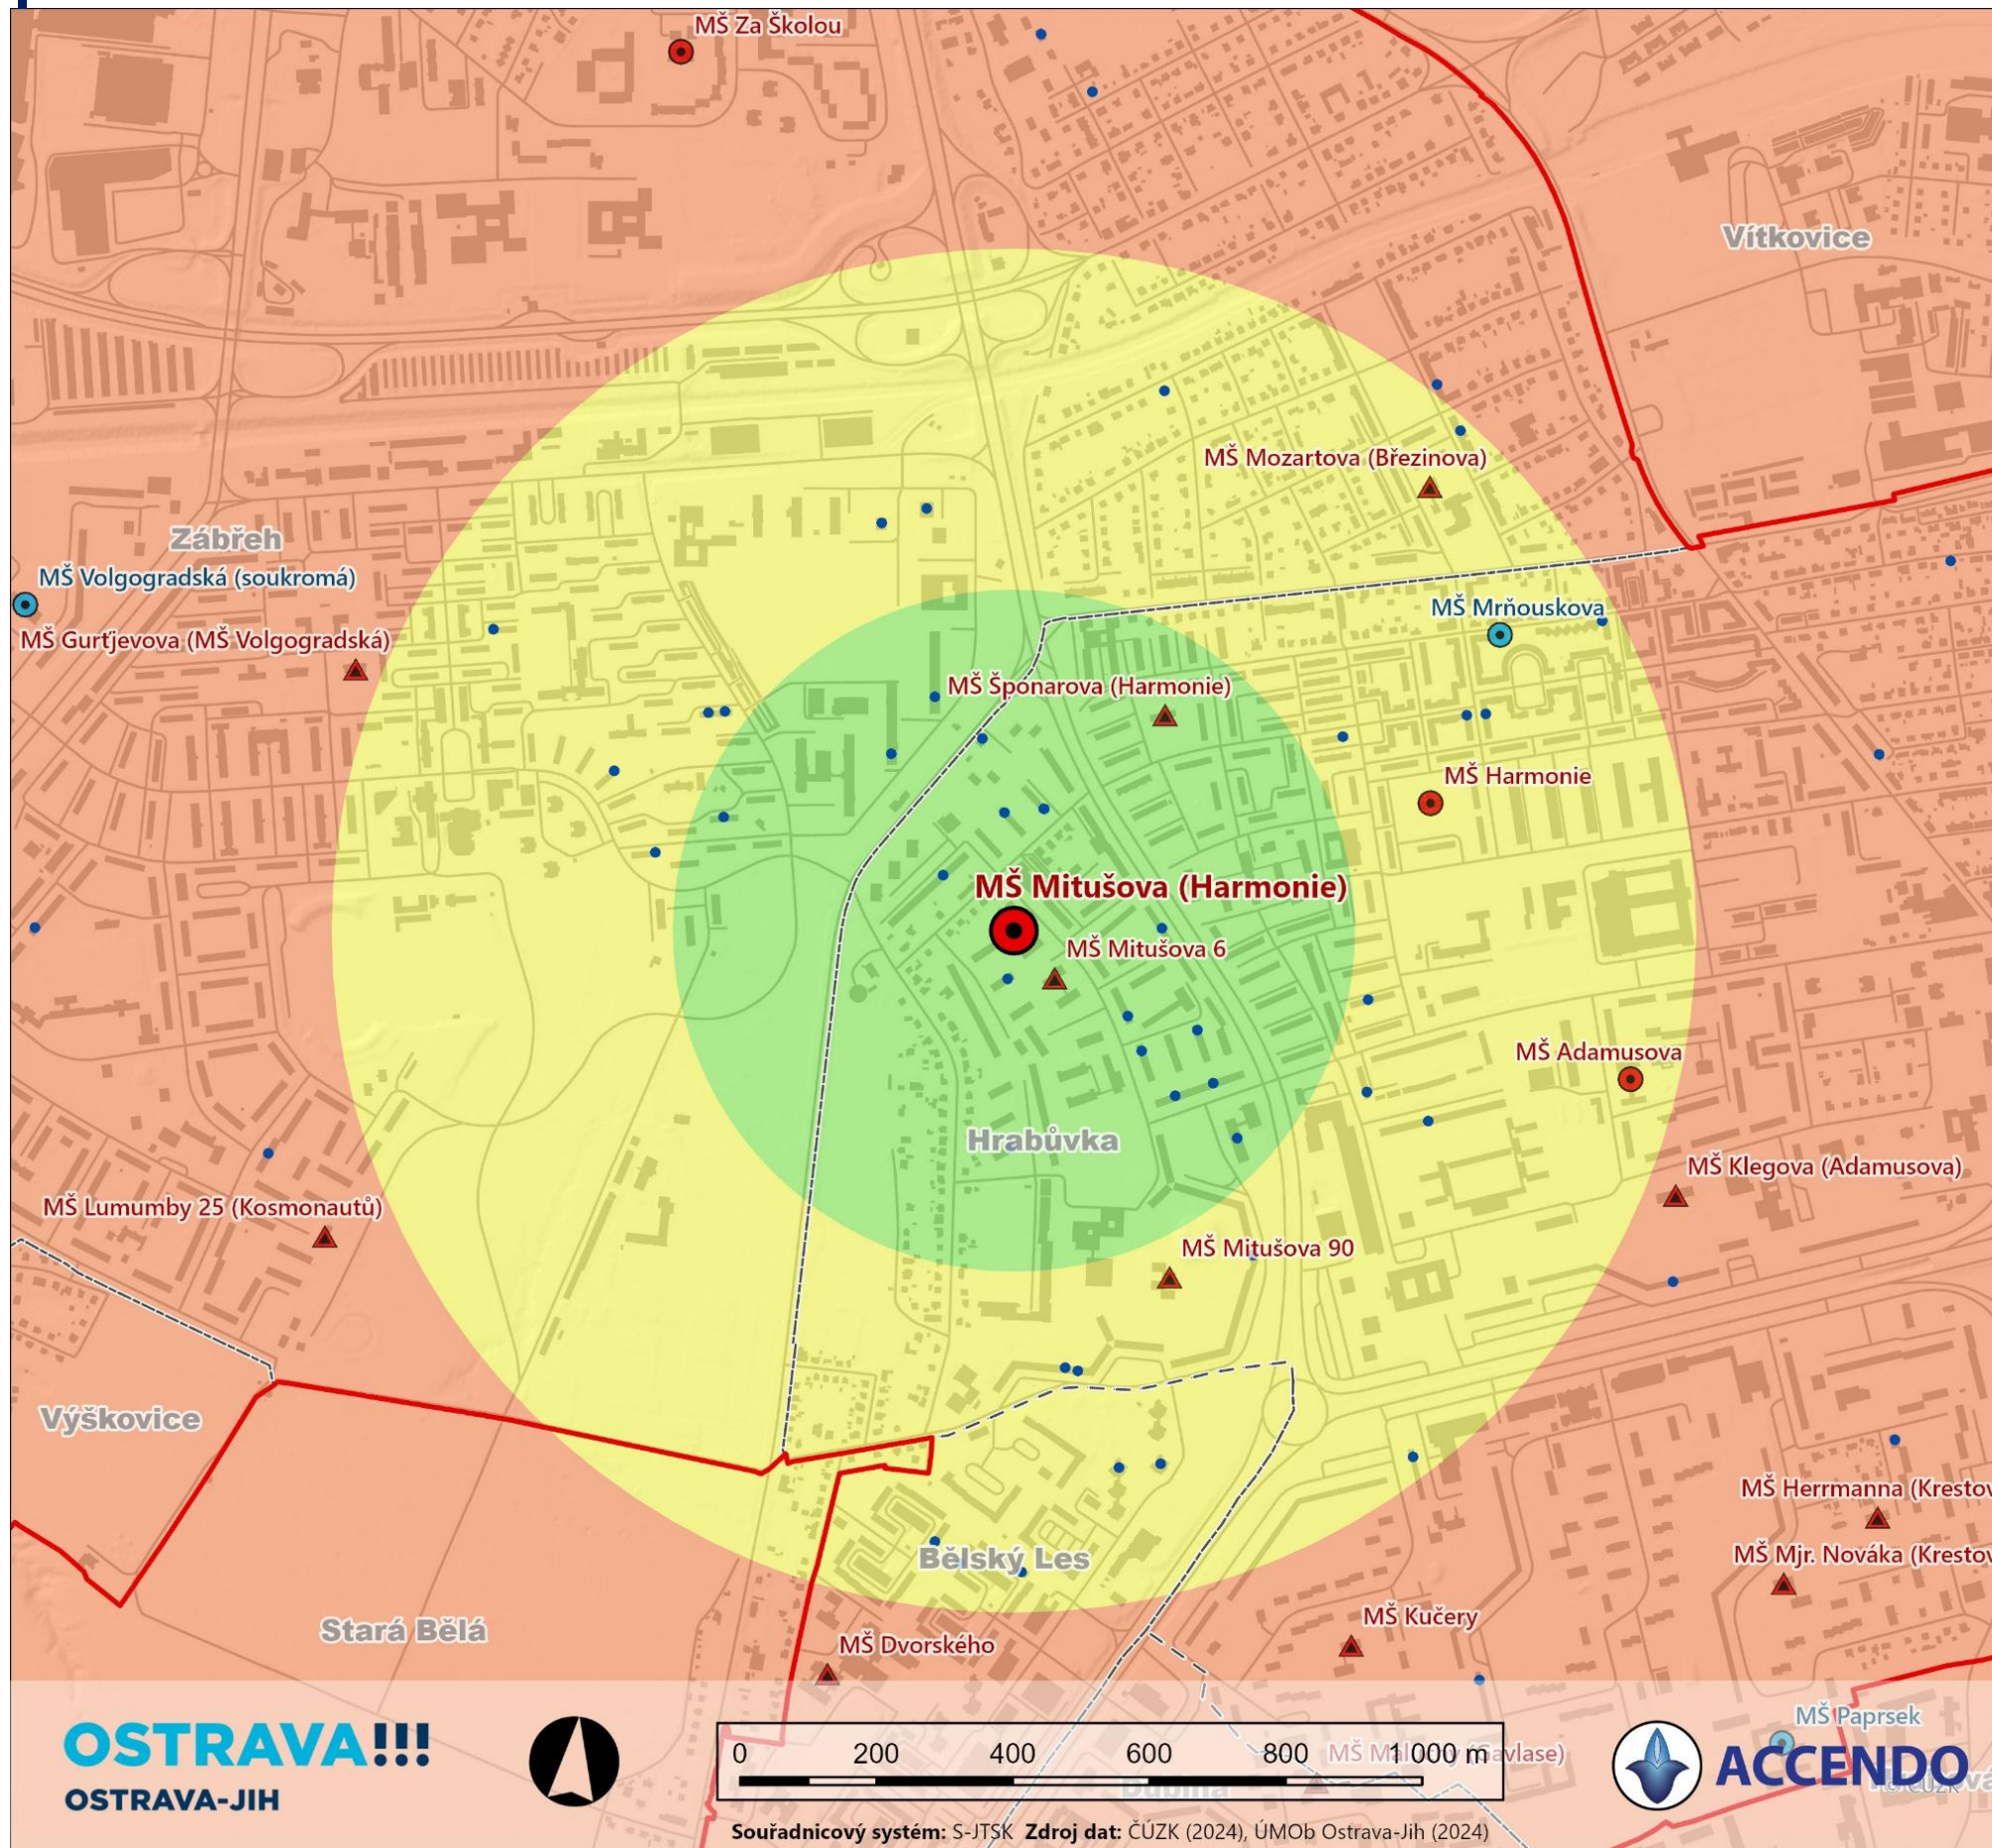 MŠ Za Školou
Vítkovice
MŠ Mozartova (Březinova)
Zábřeh
MŠ Volgogradská (soukromá)
MŠ Mrňouskova
MŠ Gurťjevova (MŠ Volgogradská)
MŠ Šponarova (Harmonie)
MŠ Harmonie
MŠ Mitušova (Harmonie)
MŠ Mitušova 6
MŠ Adamusova
Hrabůvka
MŠ Klegova (Adamusova)
MŠ Lumumby 25 (Kosmonautů)
MŠ Mitušova 90
Výškovice
MŠ Herrmanna (Krestov
MŠ Mjr. Nováka (Krestov
Bělský Les
MŠ Kučery
Stará Bělá
MŠ Dvorského
MŠ Paprsek
OSTRAVA!!!
OSTRAVA-JIH
0 200 400 600 800 1 000 m
Dubina
ACCENDO
Souřadnicový systém: S-JTSK Zdroj dat: ČÚZK (2024), ÚMOb Ostrava-Jih (2024)